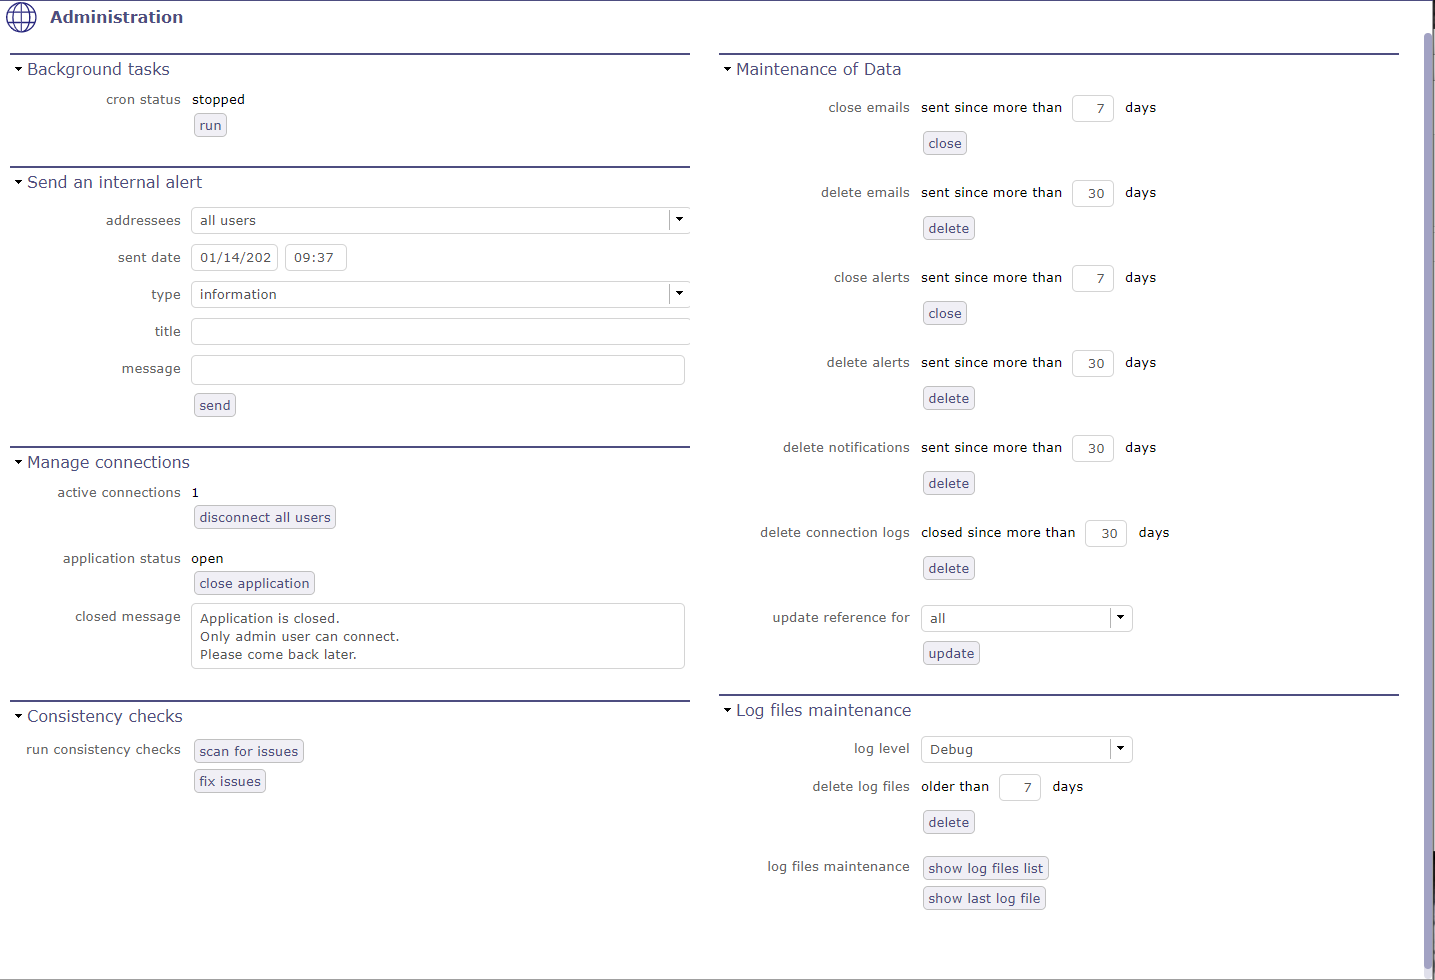 Administration
Background tasks
cron status stopped
run
Send an internal alert
addressees all users
sent date 01/14/202 09:37
type information
title
message
send
Manage connections
active connections 1
disconnect all users
application status open
close application
closed message Application is closed.
Only admin user can connect.
Please come back later.
Consistency checks
run consistency checks scan for issues
fix issues
Maintenance of Data
close emails sent since more than 7 days
close
delete emails sent since more than 30 days
delete
close alerts sent since more than 7 days
close
delete alerts sent since more than 30 days
delete
delete notifications sent since more than 30 days
delete
delete connection logs closed since more than 30 days
delete
update reference for all
update
Log files maintenance
log level Debug
delete log files older than 7 days
delete
log files maintenance show log files list
show last log file